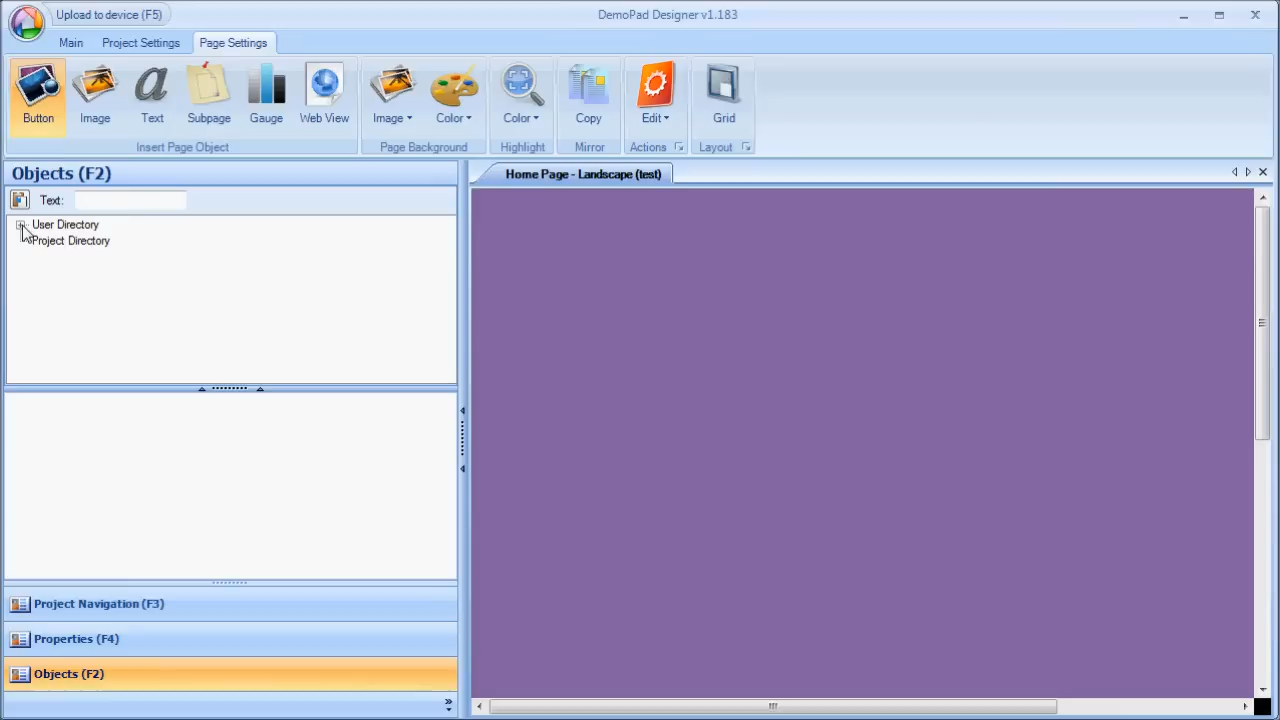 Upload to device (F5)
DemoPad Designer v1.183
Main
Project Settings
Page Settings
Button
Image
Text
Subpage
Gauge
Web View
Image
Color
Color
Copy
Edit
Grid
Insert Page Object
Page Background
Highlight
Mirror
Actions
Layout
Objects (F2)
Home Page - Landscape (test)
Text:
User Directory
Project Directory
Project Navigation (F3)
Properties (F4)
Objects (F2)